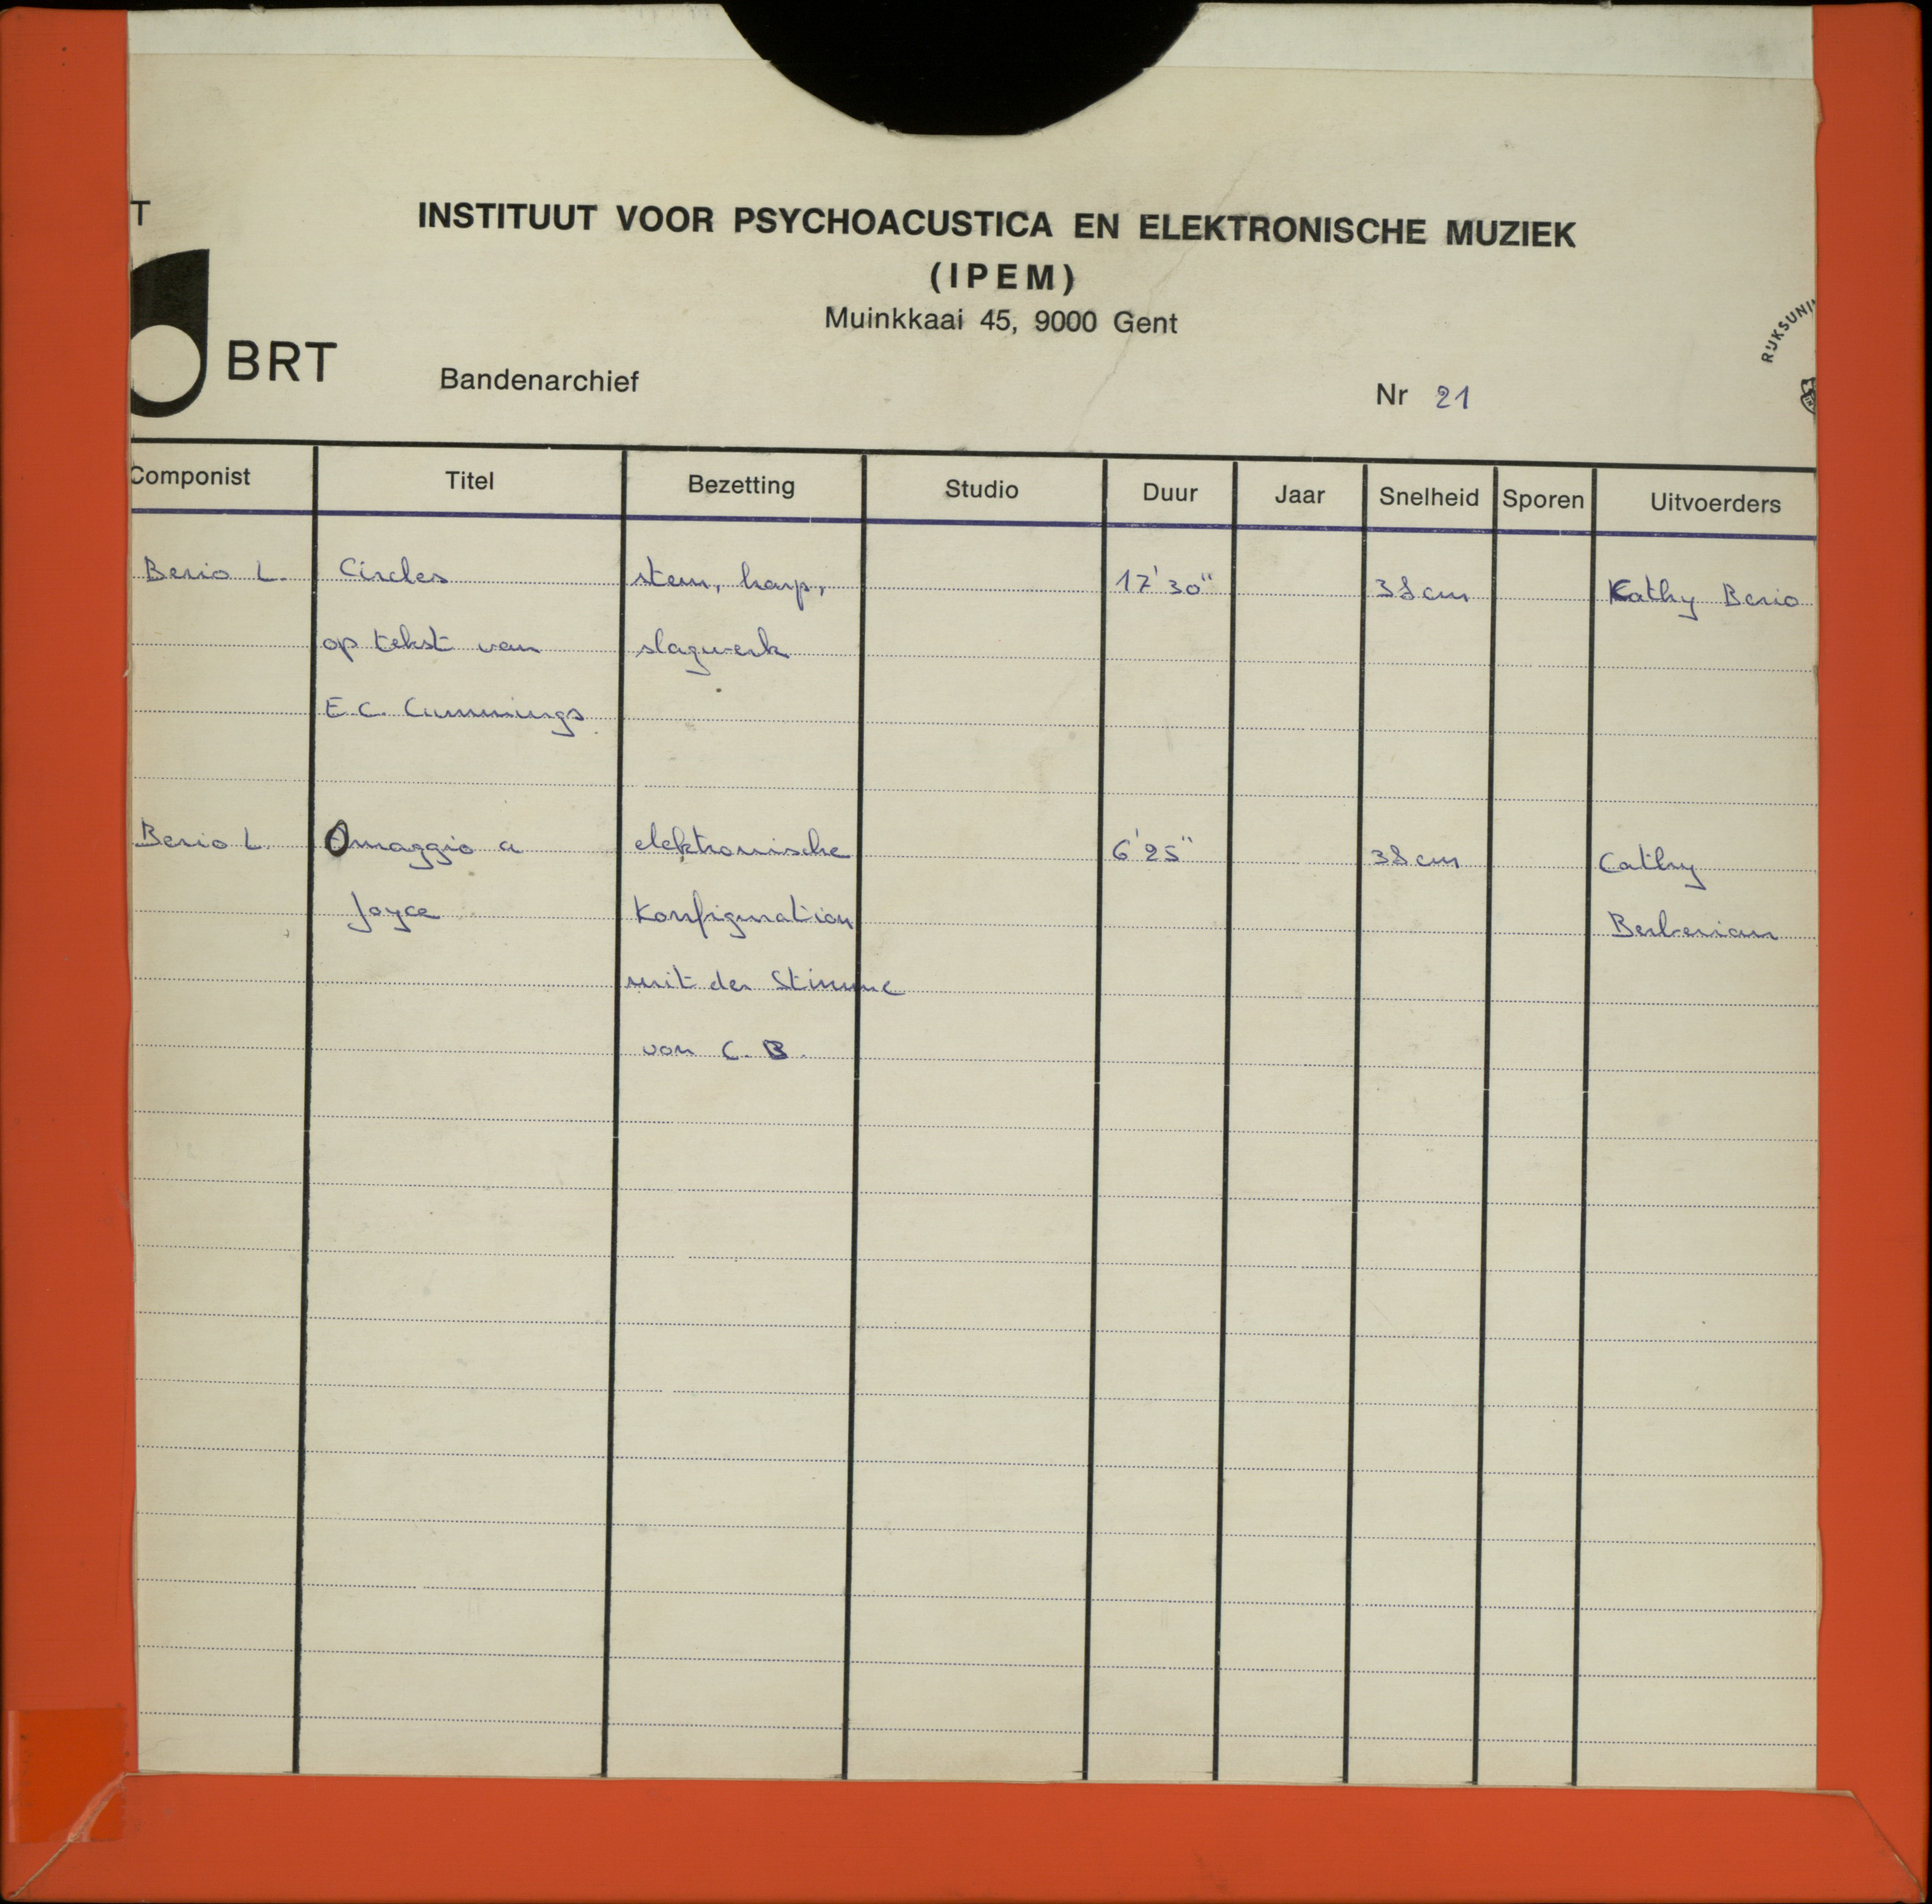 T
INSTITUUT VOOR PSYCHOACUSTICA EN ELEKTRONISCHE MUZIEK
(IPEM)
Muinkkaai 45, 9000 Gent
BRT
Bandenarchief
Nr 21
RIJKSUNI
Componist Titel Bezetting Studio Duur Jaar Snelheid Sporen Uitvoerders
Berio L. Circles stem, harp, 17'30" 38 cm Kathy Berio
op tekst van slagwerk
E.C. Cummings
Berio L. Omaggio a elektronische 6'25" 38 cm Cathy
Joyce Konfiguration Berberian
mit der Stimme
von C. B.